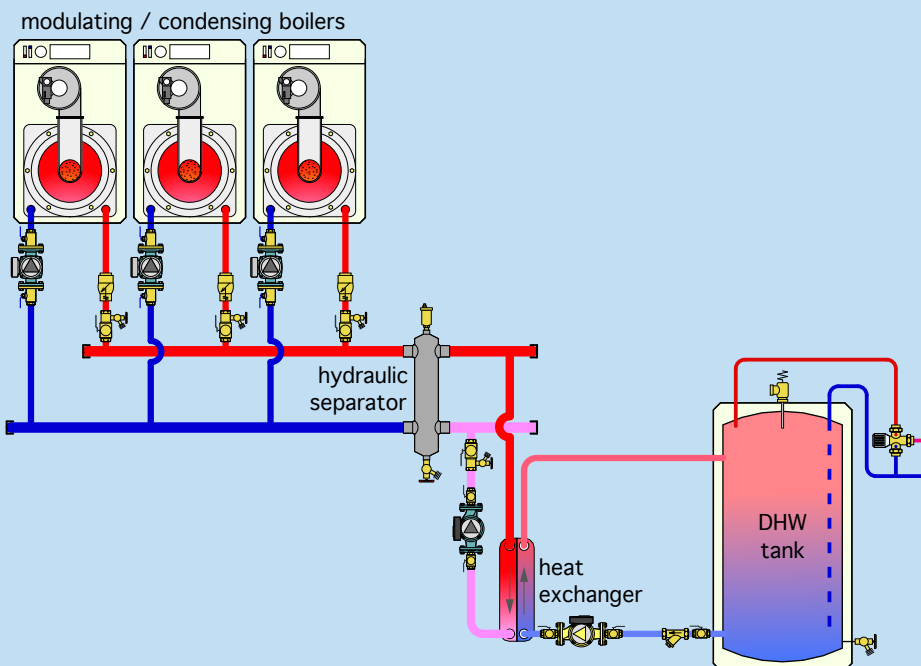 modulating / condensing boilers
hydraulic
separator
DHW
tank
heat
exchanger